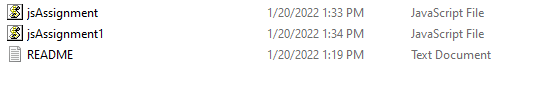 jsAssignment 1/20/2022 1:33 PM JavaScript File
jsAssignment1 1/20/2022 1:34 PM JavaScript File
README 1/20/2022 1:19 PM Text Document